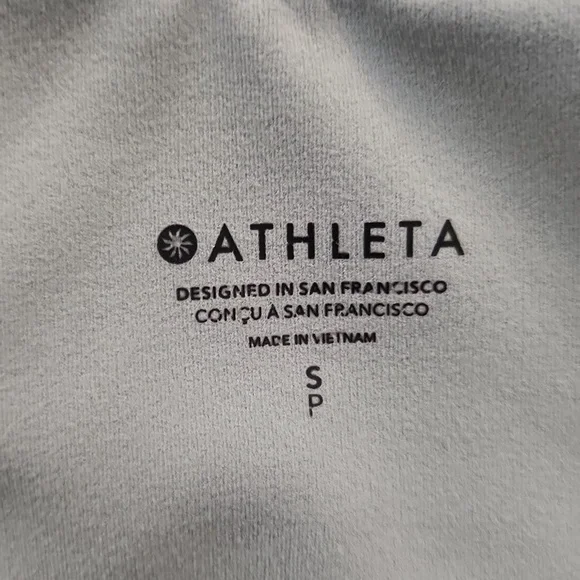 ATHLETA
DESIGNED IN SAN FRANCISCO
CONÇU À SAN FRANCISCO
MADE IN VIETNAM
S
P